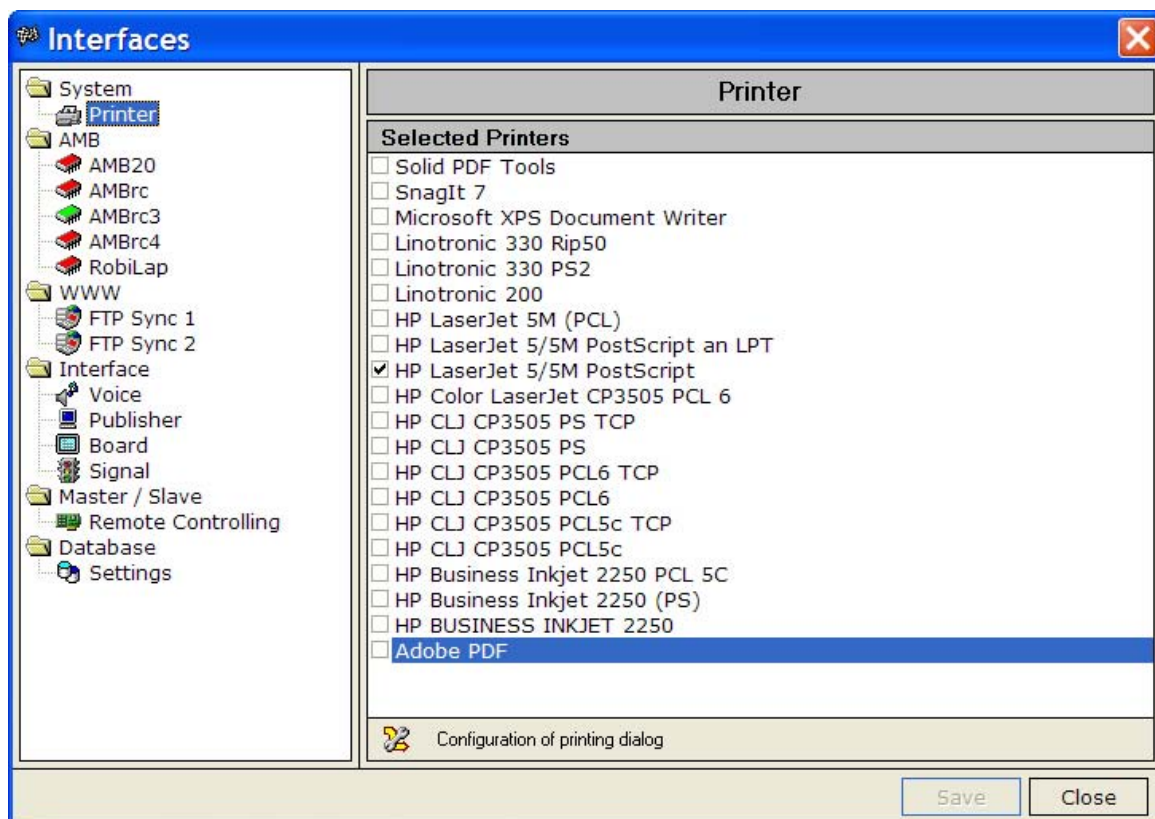 Interfaces
System
Printer
AMB
AMB20
AMBrc
AMBrc3
AMBrc4
RobiLap
WWW
FTP Sync 1
FTP Sync 2
Interface
Voice
Publisher
Board
Signal
Master / Slave
Remote Controlling
Database
Settings
Printer
Selected Printers
Solid PDF Tools
SnagIt 7
Microsoft XPS Document Writer
Linotronic 330 Rip50
Linotronic 330 PS2
Linotronic 200
HP LaserJet 5M (PCL)
HP LaserJet 5/5M PostScript an LPT
HP LaserJet 5/5M PostScript
HP Color LaserJet CP3505 PCL 6
HP CLJ CP3505 PS TCP
HP CLJ CP3505 PS
HP CLJ CP3505 PCL6 TCP
HP CLJ CP3505 PCL6
HP CLJ CP3505 PCL5c TCP
HP CLJ CP3505 PCL5c
HP Business Inkjet 2250 PCL 5C
HP Business Inkjet 2250 (PS)
HP BUSINESS INKJET 2250
Adobe PDF
Configuration of printing dialog
Save
Close